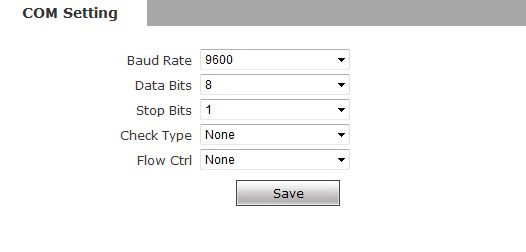 COM Setting
Baud Rate 9600
Data Bits 8
Stop Bits 1
Check Type None
Flow Ctrl None
Save